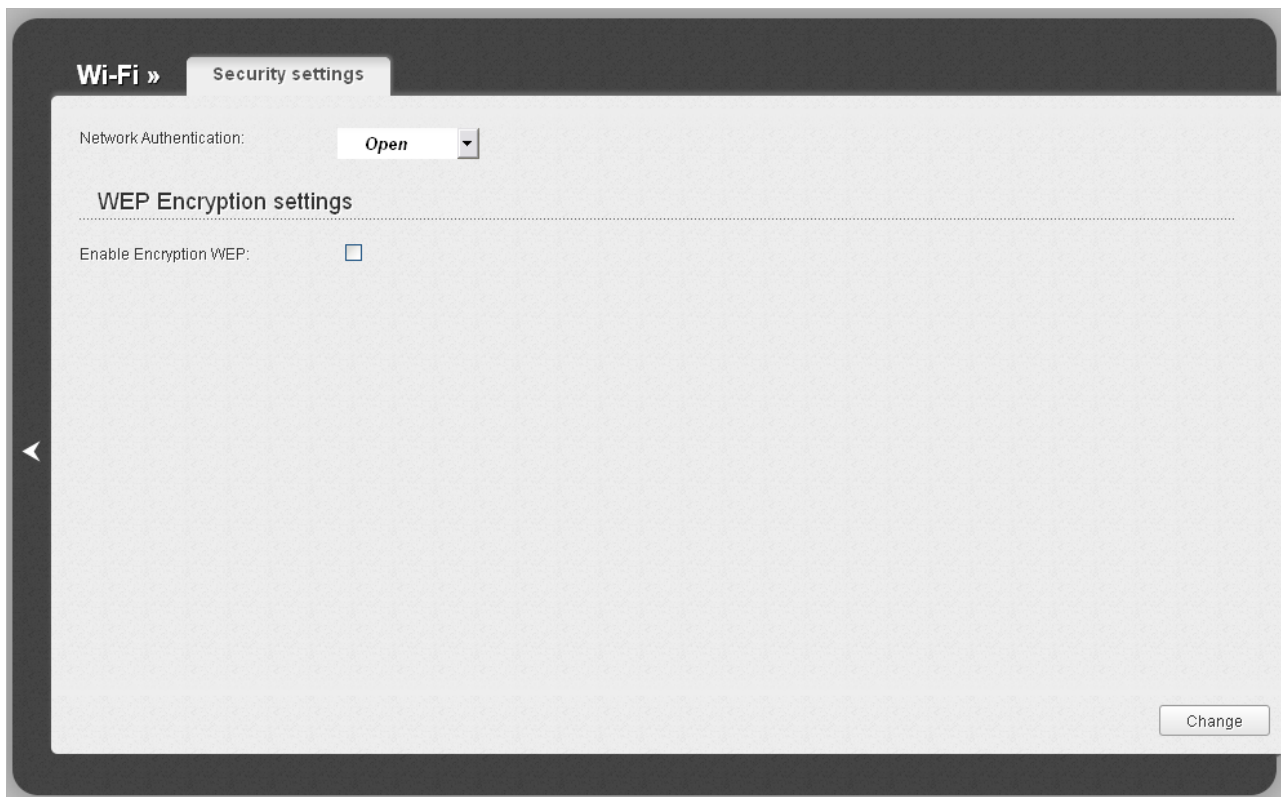 Wi-Fi »
Security settings
Network Authentication:
Open
WEP Encryption settings
Enable Encryption WEP:
Change